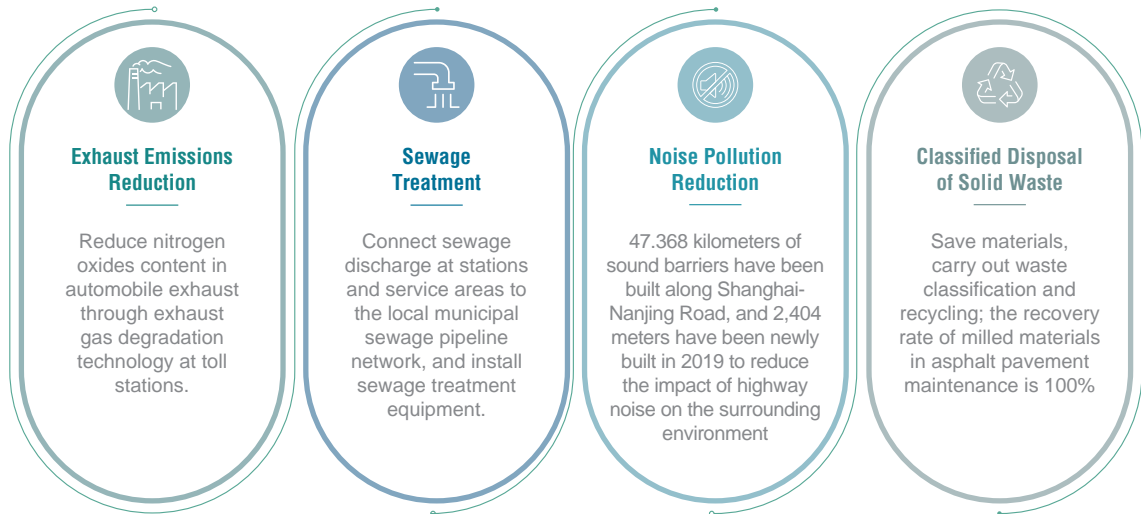 Exhaust Emissions
Reduction
Reduce nitrogen
oxides content in
automobile exhaust
through exhaust
gas degradation
technology at toll
stations.
Sewage
Treatment
Connect sewage
discharge at stations
and service areas to
the local municipal
sewage pipeline
network, and install
sewage treatment
equipment.
Noise Pollution
Reduction
47.368 kilometers of
sound barriers have been
built along Shanghai-
Nanjing Road, and 2,404
meters have been newly
built in 2019 to reduce
the impact of highway
noise on the surrounding
environment
Classified Disposal
of Solid Waste
Save materials,
carry out waste
classification and
recycling; the recovery
rate of milled materials
in asphalt pavement
maintenance is 100%